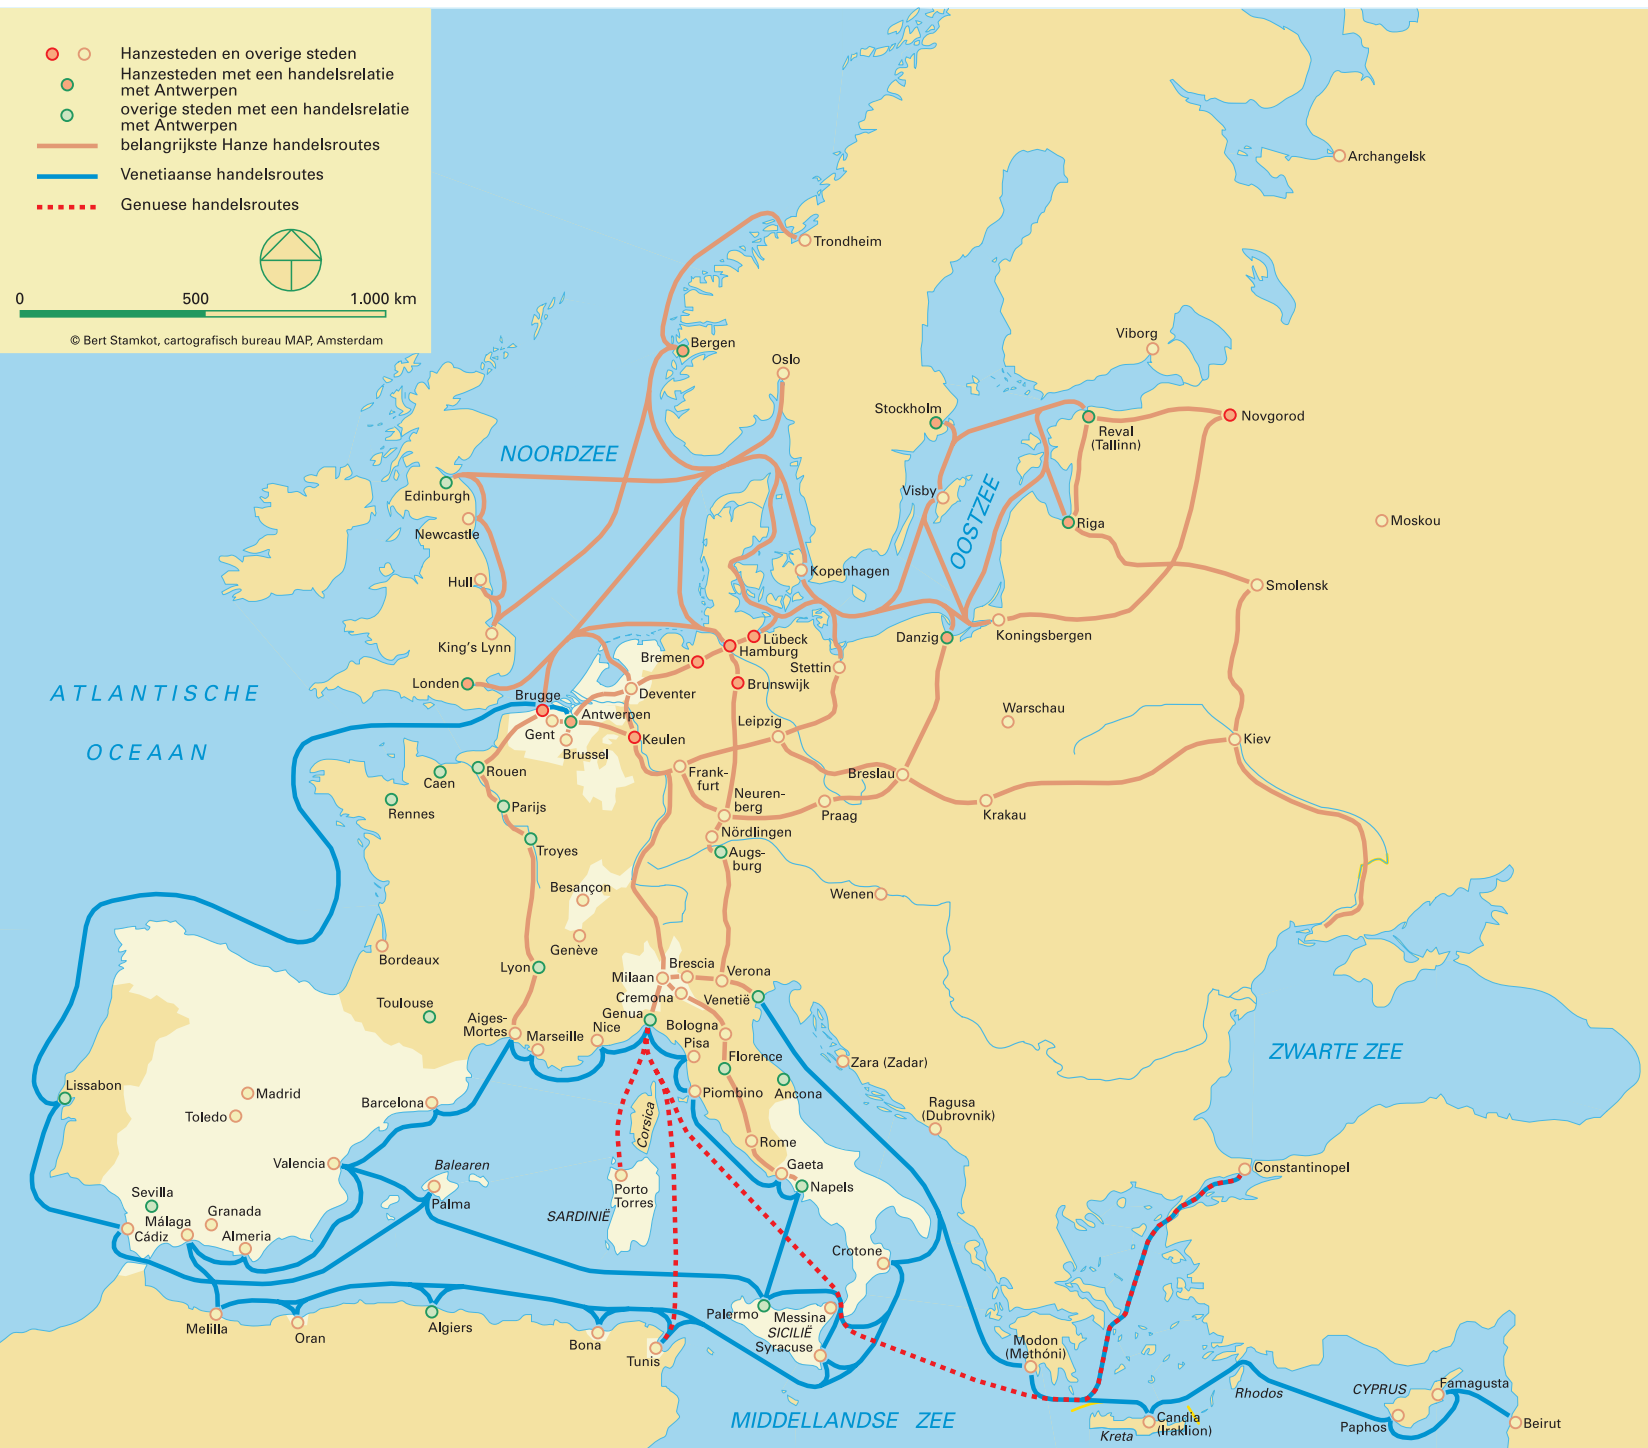 Hanzesteden en overige steden
Hanzesteden met een handelsrelatie
met Antwerpen
overige steden met een handelsrelatie
met Antwerpen
belangrijkste Hanze handelsroutes
Venetiaanse handelsroutes
Genuese handelsroutes
0 500 1.000 km
© Bert Stamkot, cartografisch bureau MAP, Amsterdam
Archangelsk
Trondheim
Viborg
Bergen
Oslo
Stockholm
Novgorod
Reval
(Tallinn)
NOORDZEE
Edinburgh
Visby
OOSTZEE
Riga
Moskou
Newcastle
Hull
Kopenhagen
Smolensk
King's Lynn
Lübeck
Hamburg
Danzig
Koningsbergen
Bremen
Stettin
Londen
Brunswijk
Deventer
ATLANTISCHE
OCEAAN
Brugge
Antwerpen
Gent
Brussel
Keulen
Leipzig
Warschau
Kiev
Rouen
Caen
Frank-
furt
Breslau
Rennes
Parijs
Neuren-
berg
Praag
Krakau
Nördlingen
Troyes
Augs-
burg
Besançon
Wenen
Genève
Bordeaux
Lyon
Milaan
Brescia
Verona
Cremona
Venetië
Toulouse
Aiges-
Mortes
Marseille
Nice
Genua
Bologna
Pisa
Florence
Zara (Zadar)
ZWARTE ZEE
Lissabon
Madrid
Toledo
Barcelona
Corsica
Piombino
Ancona
Ragusa
(Dubrovnik)
Rome
Valencia
Balearen
Palma
Gaeta
Napels
Constantinopel
Porto
Torres
SARDINIË
Sevilla
Málaga
Granada
Cádiz
Almeria
Crotone
Palermo
Messina
SICILIË
Syracuse
Melilla
Oran
Algiers
Bona
Tunis
Modon
(Methóni)
MIDDELLANDSE ZEE
Rhodos
CYPRUS
Famagusta
Paphos
Beirut
Candia
(Iraklion)
Kreta